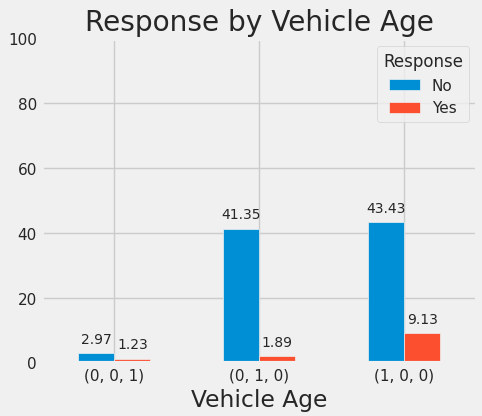 Response by Vehicle Age
100
80
60
40
20
0
Response
No
Yes
2.97
1.23
41.35
1.89
43.43
9.13
(0, 0, 1)
(0, 1, 0)
(1, 0, 0)
Vehicle Age